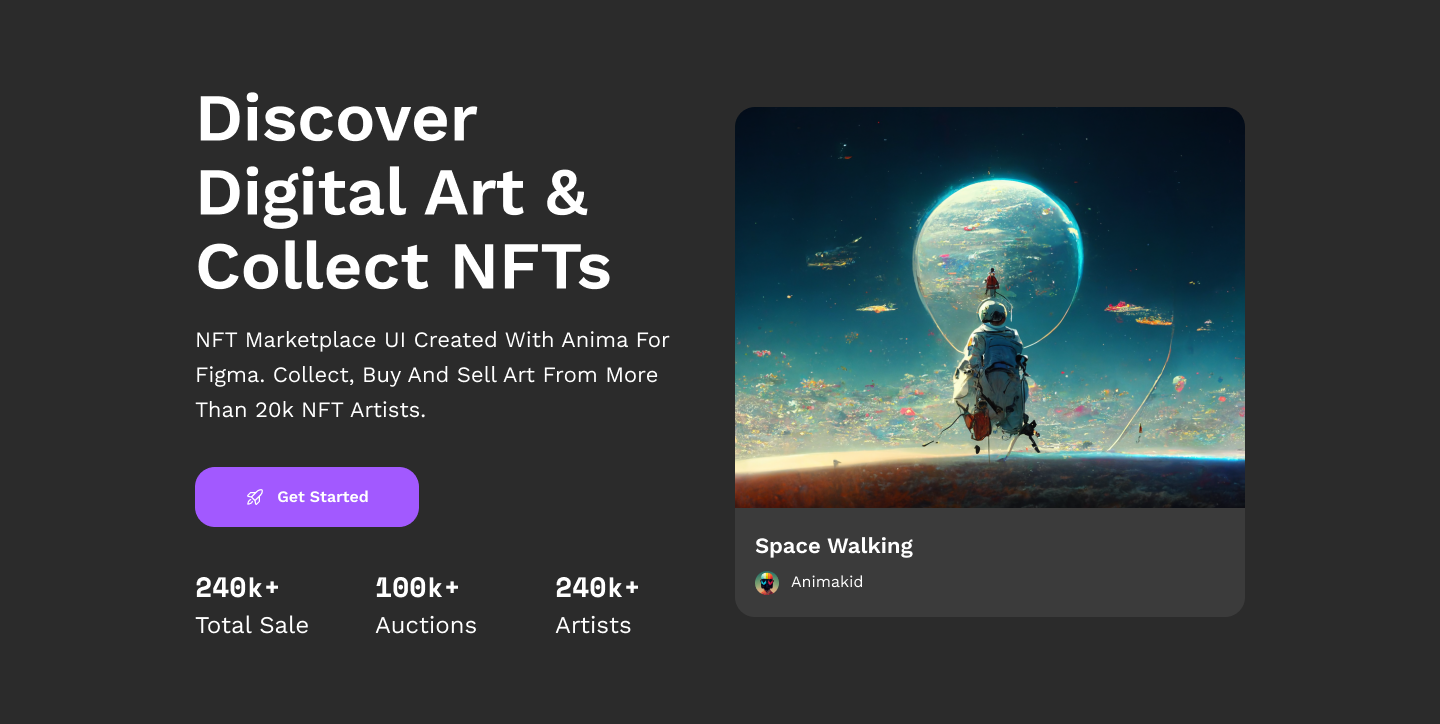 Discover
Digital Art &
Collect NFTs
NFT Marketplace UI Created With Anima For
Figma. Collect, Buy And Sell Art From More
Than 20k NFT Artists.
Get Started
240k+
Total Sale
100k+
Auctions
240k+
Artists
Space Walking
Animakid